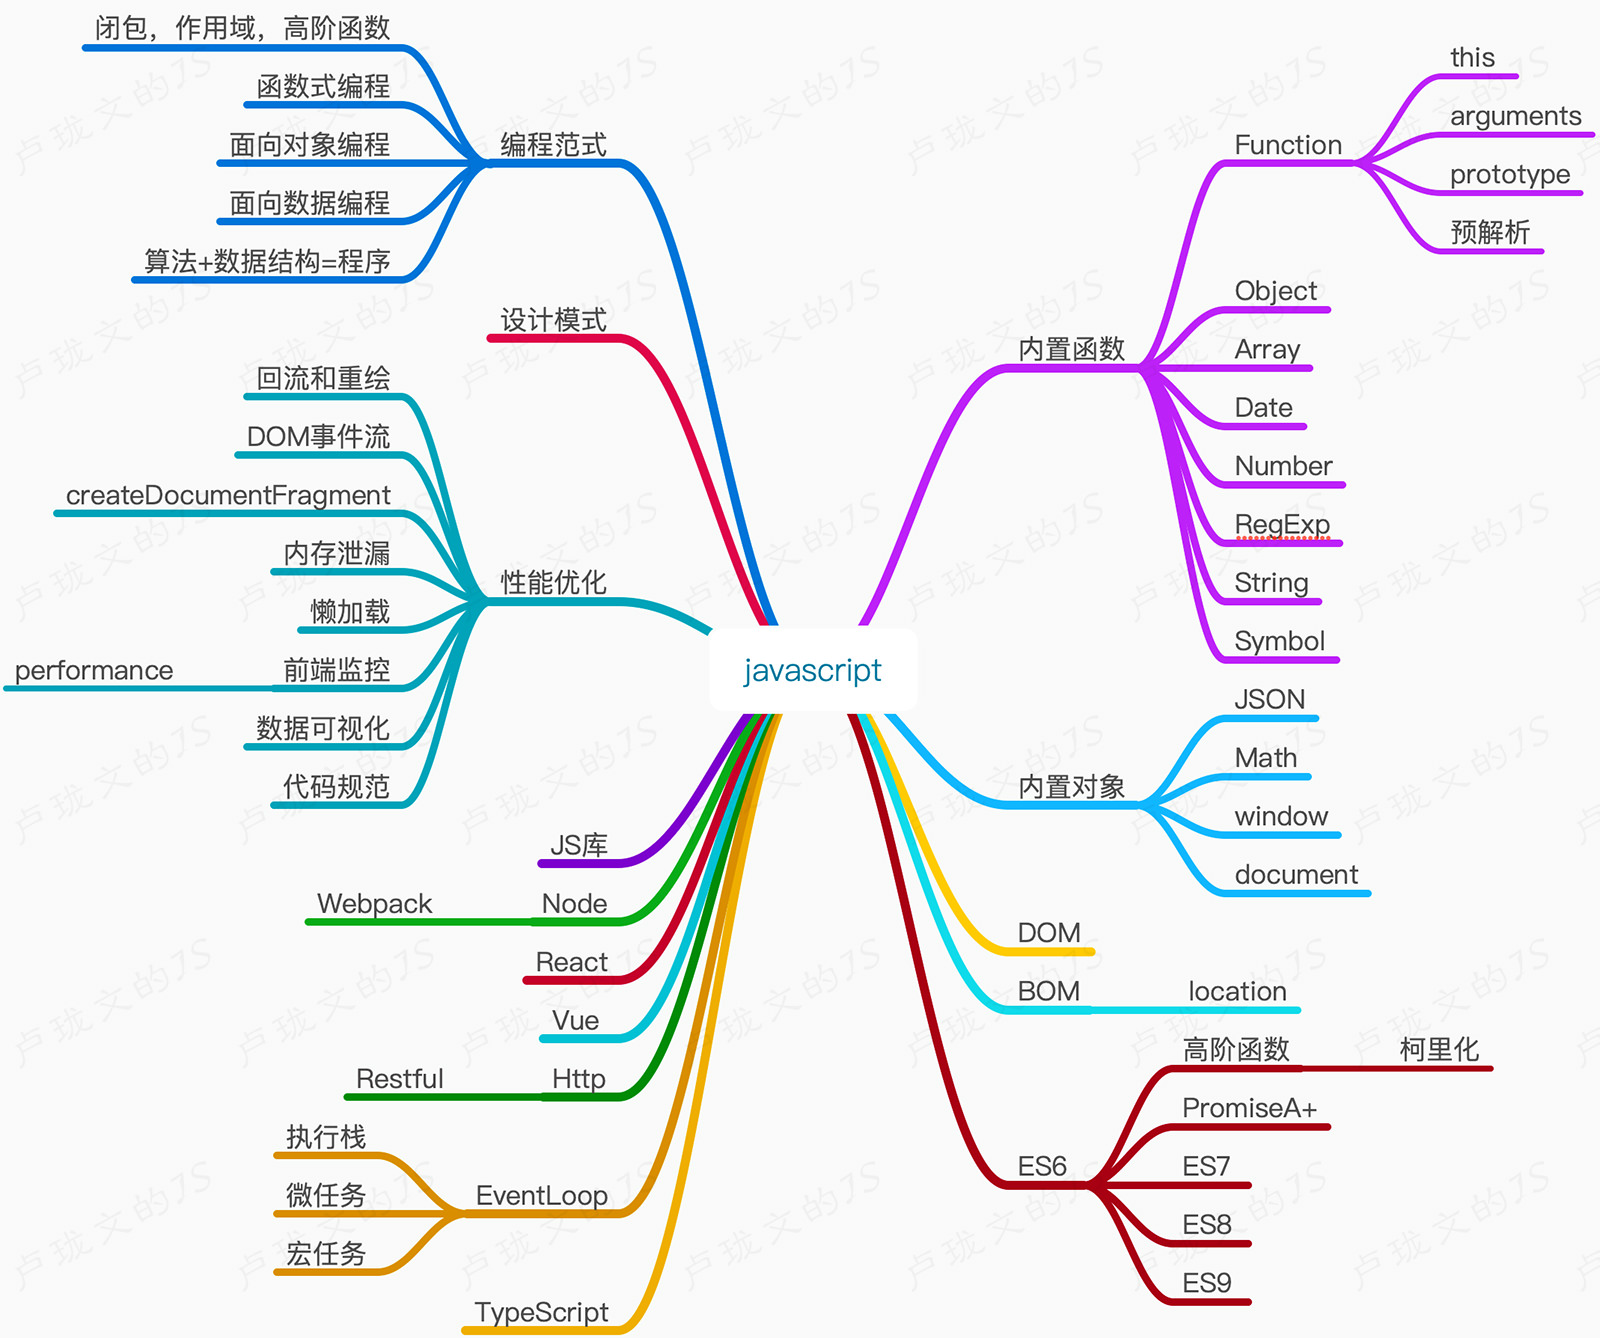 闭包，作用域，高阶函数
函数式编程
面向对象编程
面向数据编程
算法+数据结构=程序
编程范式
设计模式
回流和重绘
DOM事件流
createDocumentFragment
内存泄漏
懒加载
performance
前端监控
数据可视化
代码规范
性能优化
JS库
Webpack
Node
React
Vue
Restful
Http
执行栈
微任务
宏任务
EventLoop
TypeScript
javascript
内置函数
Function
this
arguments
prototype
预解析
Object
Array
Date
Number
RegExp
String
Symbol
内置对象
JSON
Math
window
document
DOM
BOM
location
ES6
高阶函数
柯里化
PromiseA+
ES7
ES8
ES9
卢珑文的JS